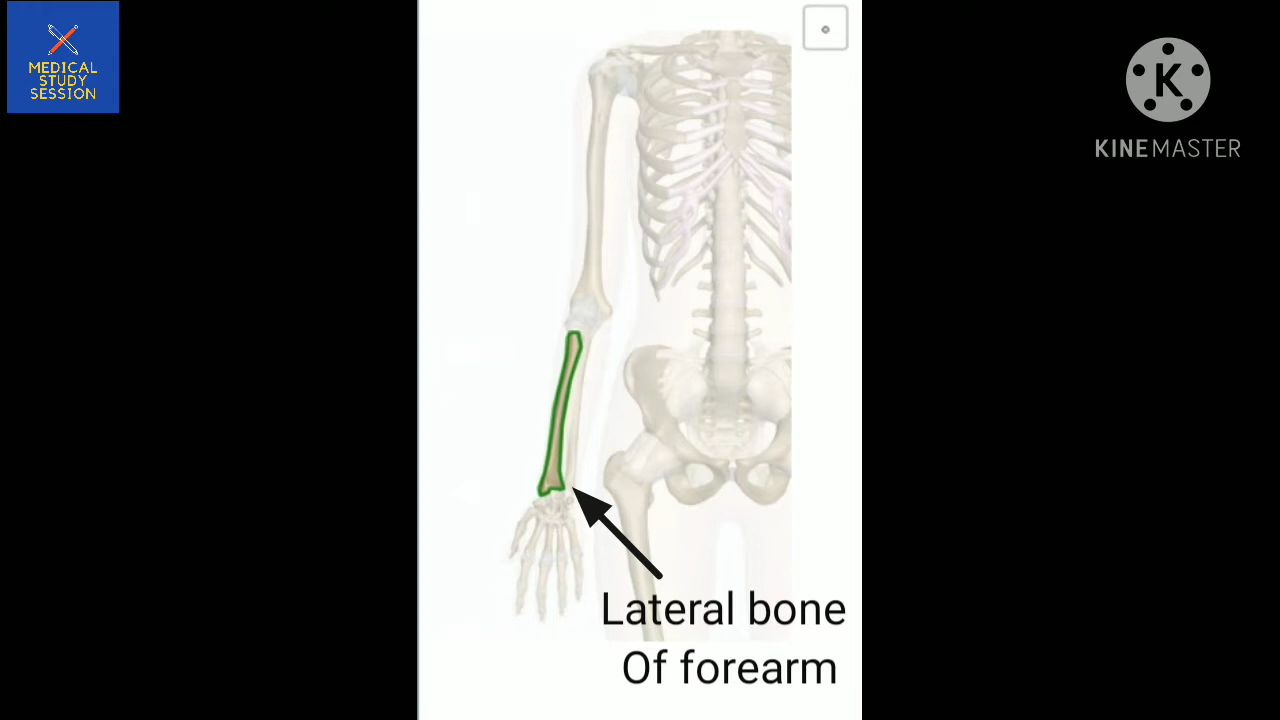 MEDICAL
STUDY
SESSION
K
KINEMASTER
Lateral bone
Of forearm